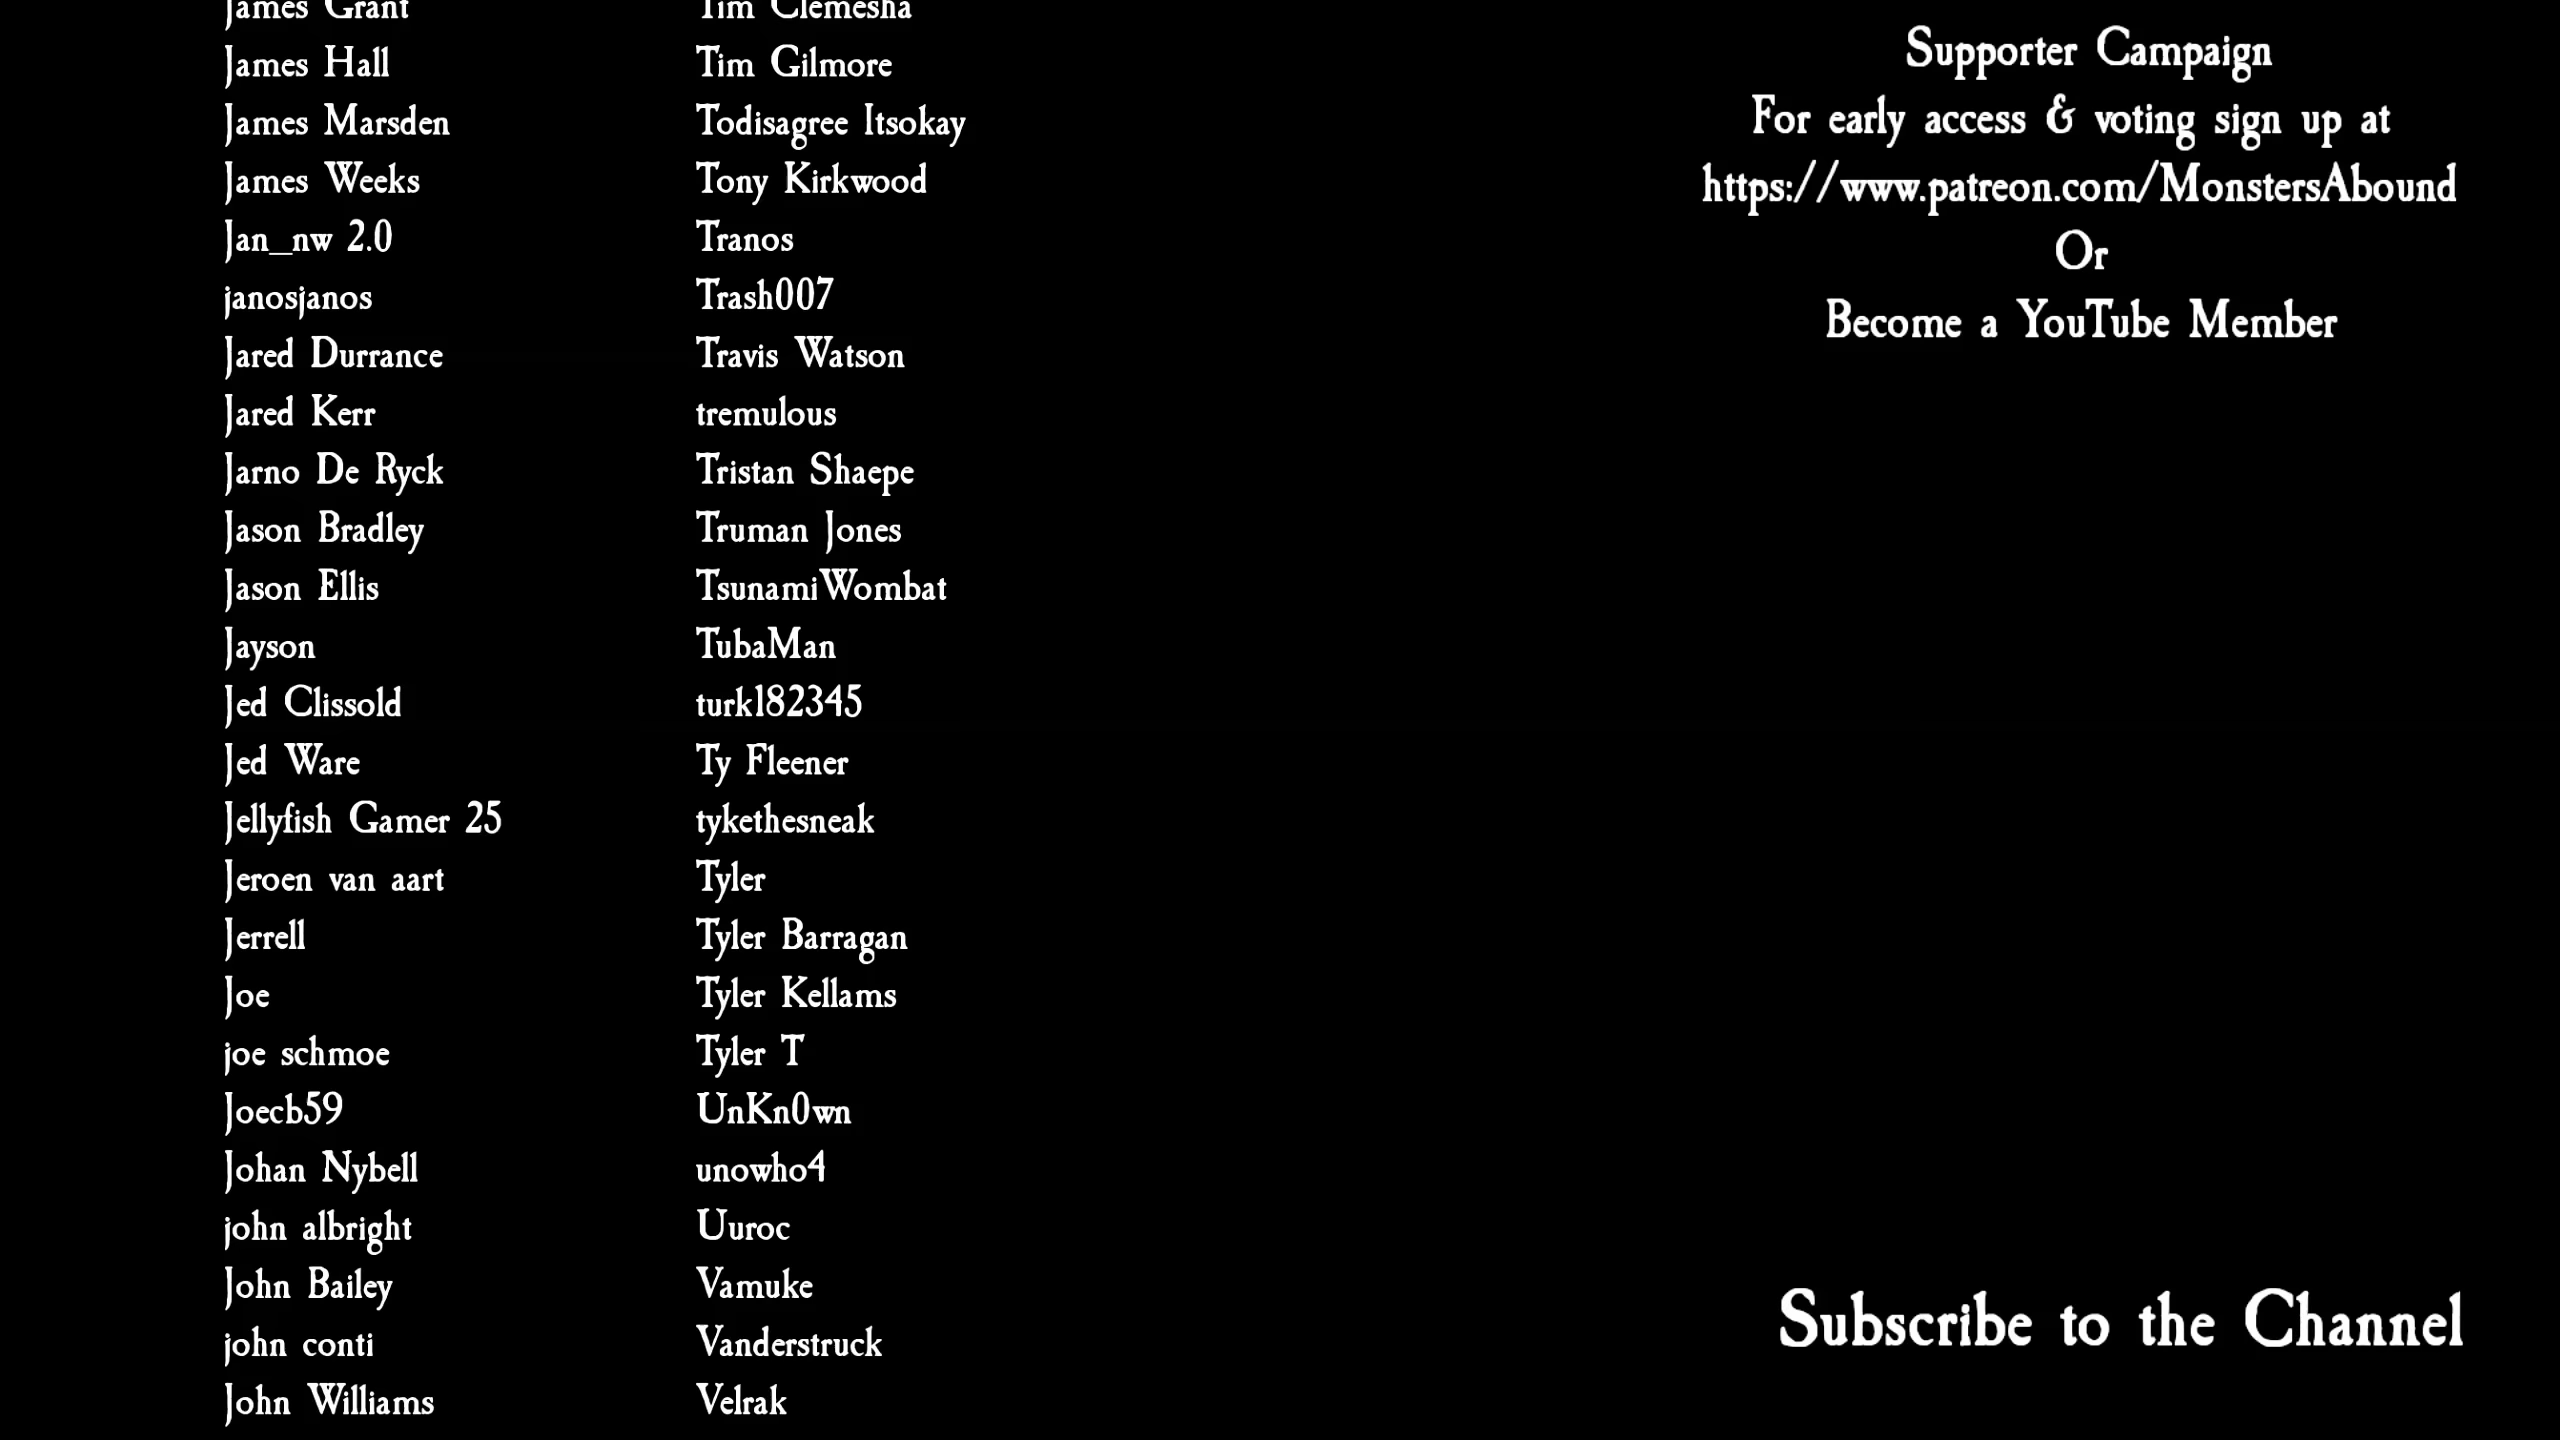 James Grant
James Hall
James Marsden
James Weeks
Jan_nw 2.0
janosjanos
Jared Durrance
Jared Kerr
Jarno De Ryck
Jason Bradley
Jason Ellis
Jayson
Jed Clissold
Jed Ware
Jellyfish Gamer 25
Jeroen van aart
Jerrell
Joe
joe schmoe
Joecb59
Johan Nybell
john albright
John Bailey
john conti
John Williams
Tim Clemesha
Tim Gilmore
Todisagree Itsokay
Tony Kirkwood
Tranos
Trash007
Travis Watson
tremulous
Tristan Shaepe
Truman Jones
TsunamiWombat
TubaMan
turk182345
Ty Fleener
tykethesneak
Tyler
Tyler Barragan
Tyler Kellams
Tyler T
UnKn0wn
unowho4
Uuroc
Vamuke
Vanderstruck
Velrak
Supporter Campaign
For early access & voting sign up at
https://www.patreon.com/MonstersAbound
Or
Become a YouTube Member
Subscribe to the Channel